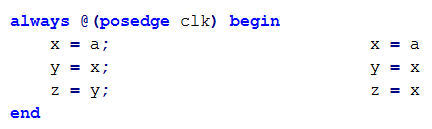 always @(posedge clk) begin
    x = a;                          x = a
    y = x;                          y = x
    z = y;                          z = x
end